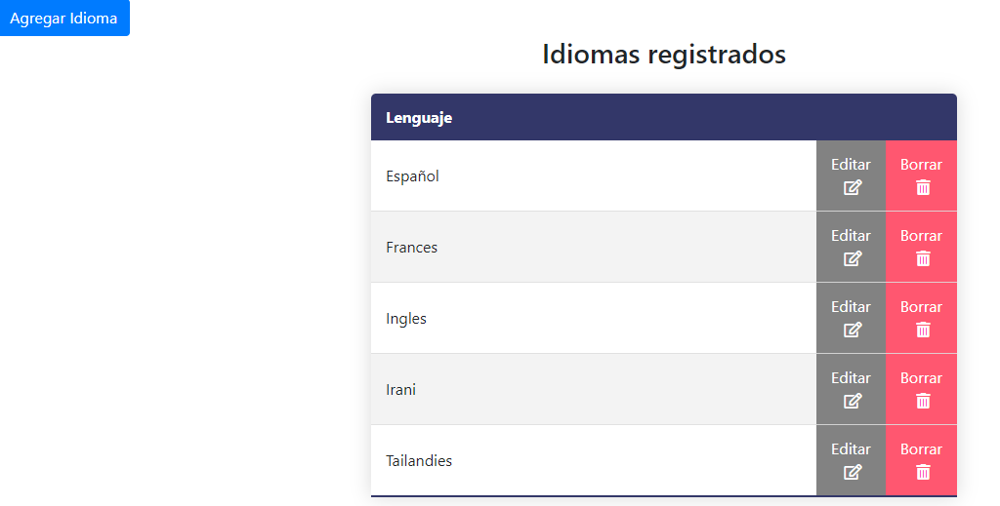 Agregar Idioma
Idiomas registrados
Lenguaje
Español
Editar
Borrar
Frances
Editar
Borrar
Ingles
Editar
Borrar
Irani
Editar
Borrar
Tailandies
Editar
Borrar